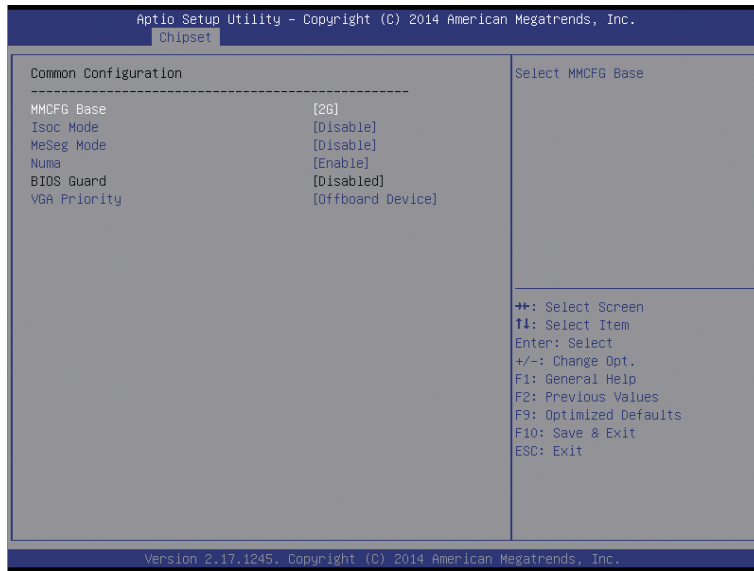 Aptio Setup Utility – Copyright (C) 2014 American Megatrends, Inc.
Chipset
Common Configuration
------------------------------------------------
MMCFG Base [2G]
Isoc Mode [Disable]
MeSeg Mode [Disable]
Numa [Enable]
BIOS Guard [Disabled]
VGA Priority [Offboard Device]
Select MMCFG Base
→←: Select Screen
↑↓: Select Item
Enter: Select
+/-: Change Opt.
F1: General Help
F2: Previous Values
F9: Optimized Defaults
F10: Save & Exit
ESC: Exit
Version 2.17.1245. Copyright (C) 2014 American Megatrends, Inc.